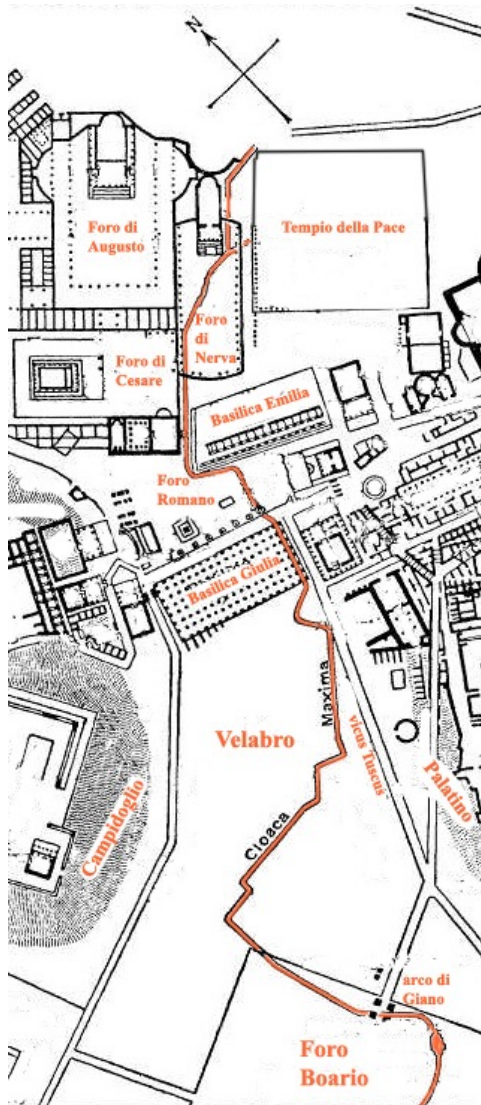 N
Foro di
Augusto
Tempio della Pace
Foro
di
Nerva
Foro di
Cesare
Basilica Emilia
Foro
Romano
Basilica Giulia
Maxima
Velabro
vicus Tuscus
Palatino
Campidoglio
Cloaca
arco di
Giano
Foro
Boario